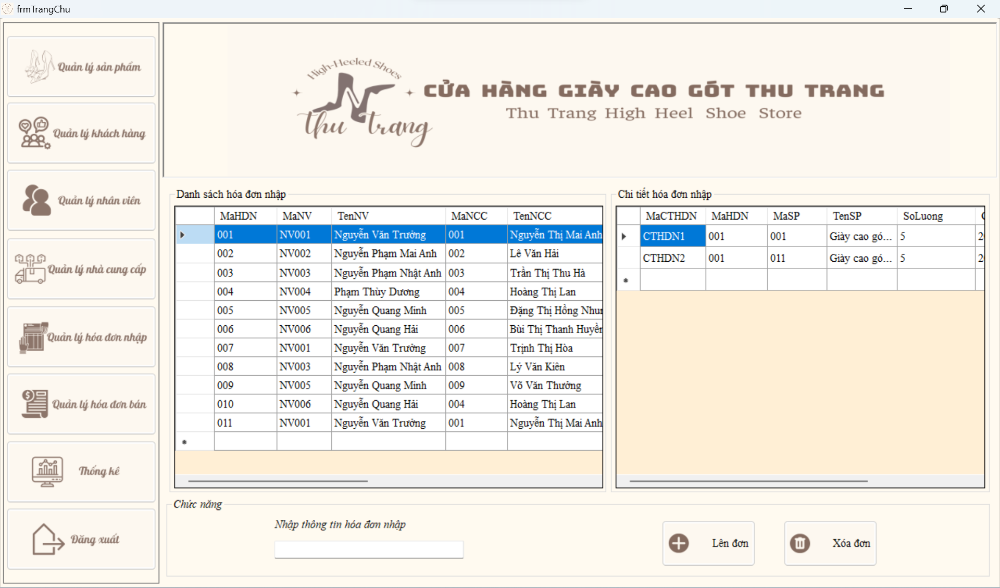 frmTrangChu
Quản lý sản phẩm
Quản lý khách hàng
Quản lý nhân viên
Quản lý nhà cung cấp
Quản lý hóa đơn nhập
Quản lý hóa đơn bán
Thống kê
Đăng xuất
High-Heeled Shoes
thu trang
CỬA HÀNG GIÀY CAO GÓT THU TRANG
Thu Trang High Heel Shoe Store
Danh sách hóa đơn nhập
MaHDN MaNV TenNV MaNCC TenNCC
001 NV001 Nguyễn Văn Trường 001 Nguyễn Thị Mai Anh
002 NV002 Nguyễn Phạm Mai Anh 002 Lê Văn Hải
003 NV003 Nguyễn Phạm Nhật Anh 003 Trần Thị Thu Hà
004 NV004 Phạm Thùy Dương 004 Hoàng Thị Lan
005 NV005 Nguyễn Quang Minh 005 Đặng Thị Hồng
006 NV006 Nguyễn Quang Hải 006 Bùi Thị Thanh
007 NV001 Nguyễn Văn Trường 007 Trịnh Thị Hòa
008 NV003 Nguyễn Phạm Nhật Anh 008 Lý Văn Kiên
009 NV005 Nguyễn Quang Minh 009 Võ Văn Thưởng
010 NV006 Nguyễn Quang Hải 004 Hoàng Thị Lan
011 NV001 Nguyễn Văn Trường 001 Nguyễn Thị Mai Anh
Chi tiết hóa đơn nhập
MaCTHDN MaHDN MaSP TenSP SoLuong
CTHDN1 001 001 Giày cao gó... 5
CTHDN2 001 011 Giày cao gó... 5
Chức năng
Nhập thông tin hóa đơn nhập
Lên đơn
Xóa đơn